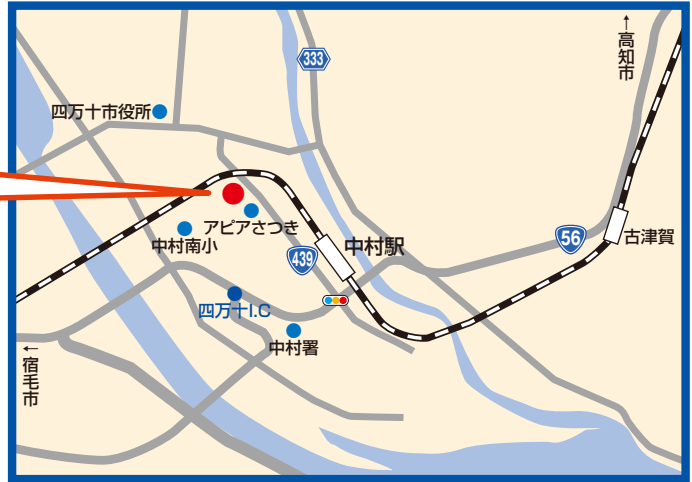 ↑高知市
333
四万十市役所
アピアさつき
中村南小
中村駅
56
古津賀
439
四万十I.C
中村署
←宿毛市